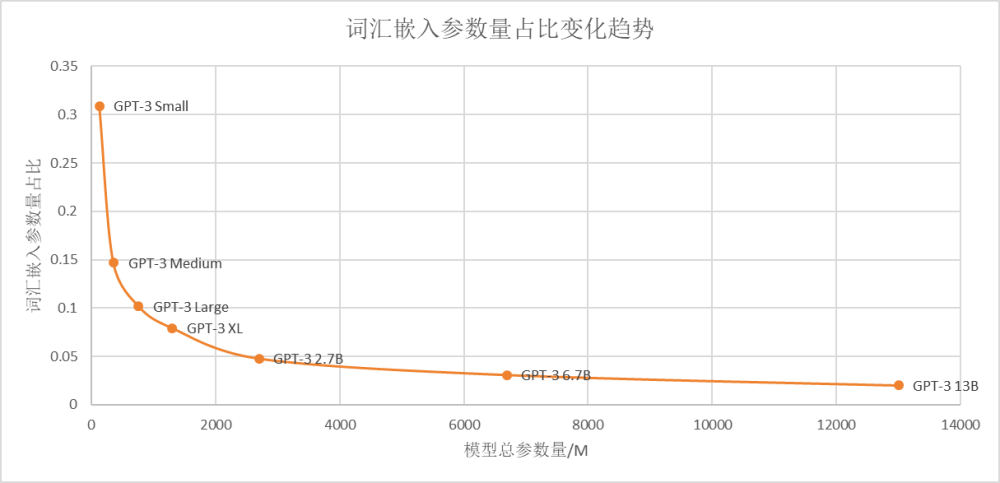 词汇嵌入参数量占比变化趋势
词汇嵌入参数量占比
0.35
0.3
0.25
0.2
0.15
0.1
0.05
0
GPT-3 Small
GPT-3 Medium
GPT-3 Large
GPT-3 XL
GPT-3 2.7B
GPT-3 6.7B
GPT-3 13B
0 2000 4000 6000 8000 10000 12000 14000
模型总参数量/M